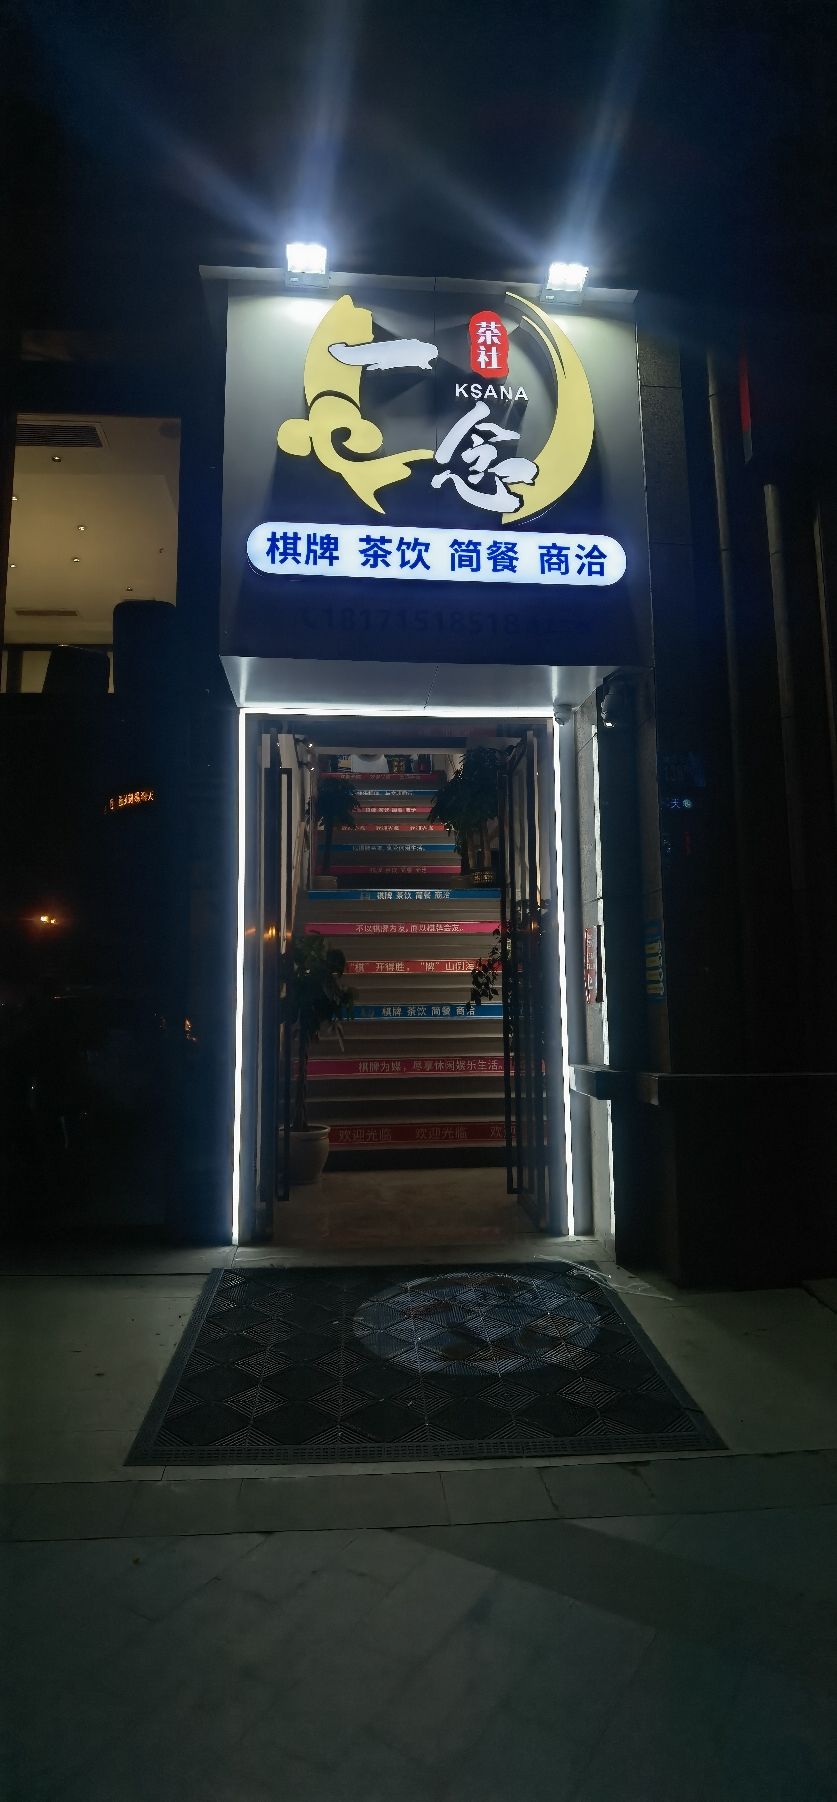 茶社
KSANA
一念
棋牌 茶饮 简餐 商洽
18171518518
棋牌 茶饮 简餐 商洽
不以棋牌为友,而以棋牌会友。
"棋"开得胜，"牌"山倒海
棋牌 茶饮 简餐 商洽
棋牌为媒，尽享休闲娱乐生活。
欢迎光临 欢迎光临 欢